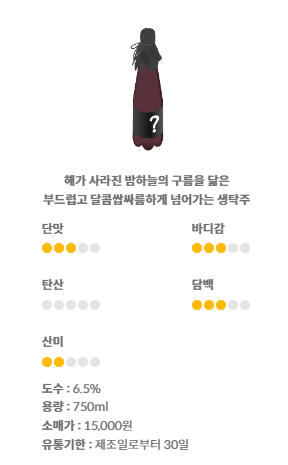 ?
해가 사라진 밤하늘의 구름을 닮은
부드럽고 달콤쌉싸름하게 넘어가는 생탁주
단맛 바디감
탄산 담백
산미
도수 : 6.5%
용량 : 750ml
소매가 : 15,000원
유통기한 : 제조일로부터 30일